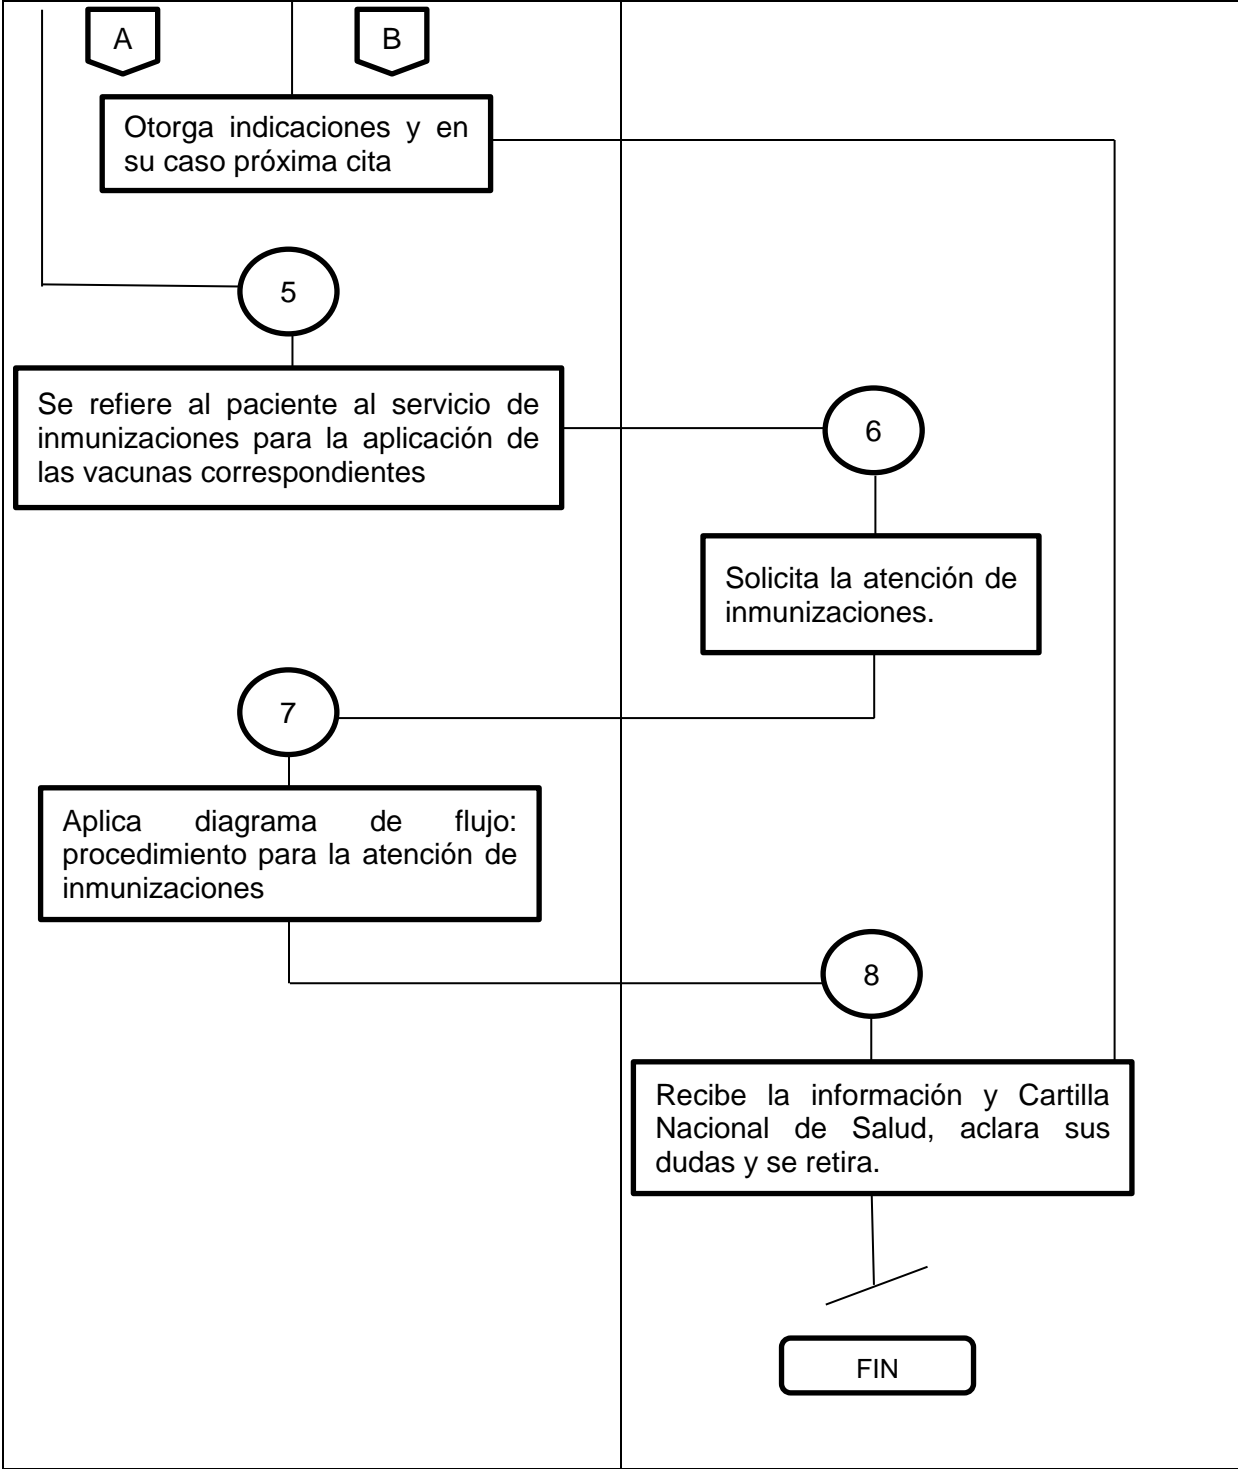 A
B
Otorga indicaciones y en
su caso próxima cita
5
Se refiere al paciente al servicio de
inmunizaciones para la aplicación de
las vacunas correspondientes
6
Solicita la atención de
inmunizaciones.
7
Aplica diagrama de flujo:
procedimiento para la atención de
inmunizaciones
8
Recibe la información y Cartilla
Nacional de Salud, aclara sus
dudas y se retira.
FIN